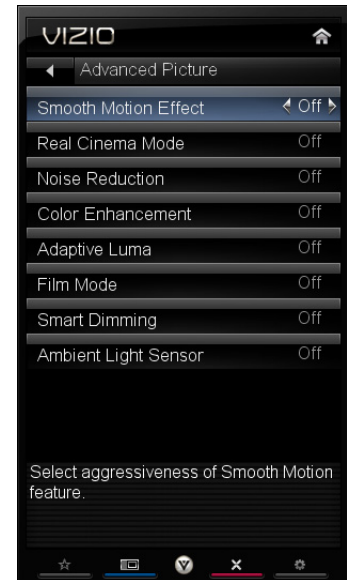 VIZIO
Advanced Picture
Smooth Motion Effect Off
Real Cinema Mode Off
Noise Reduction Off
Color Enhancement Off
Adaptive Luma Off
Film Mode Off
Smart Dimming Off
Ambient Light Sensor Off
Select aggressiveness of Smooth Motion
feature.